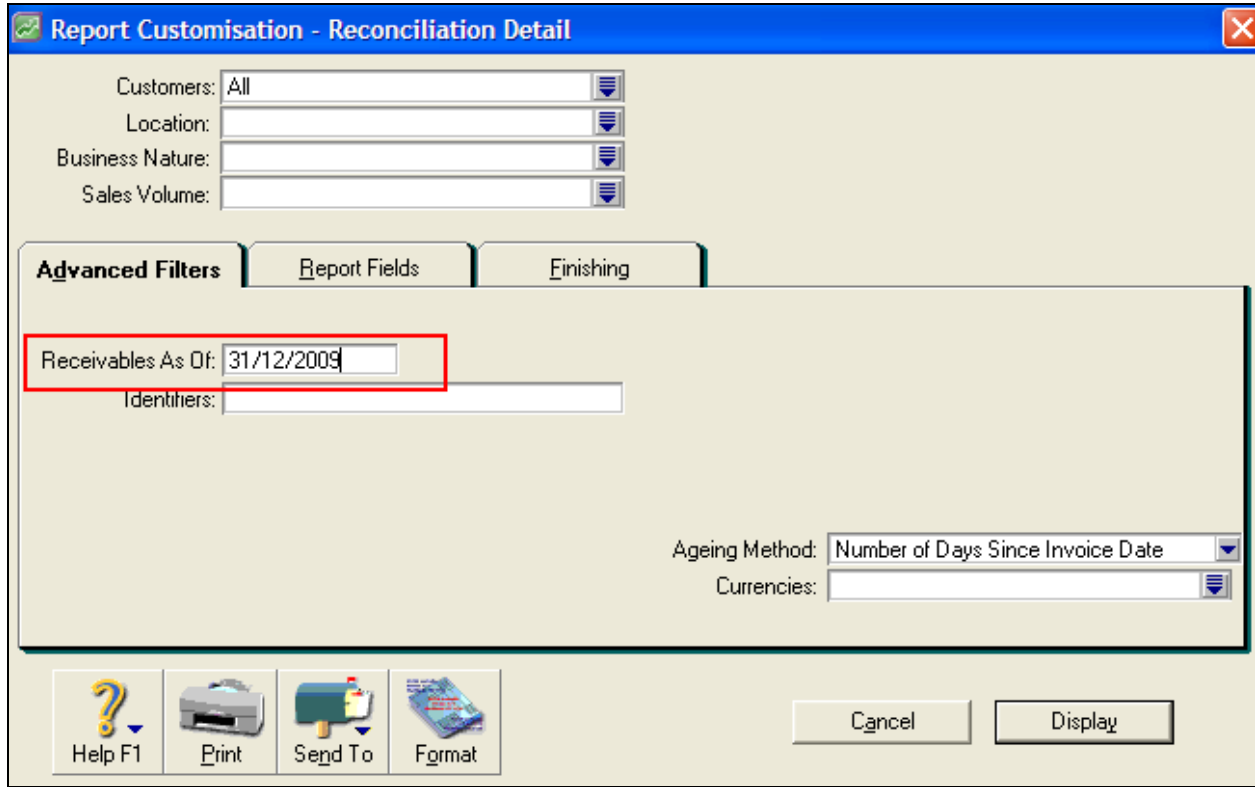 Report Customisation - Reconciliation Detail
Customers: All
Location:
Business Nature:
Sales Volume:
Advanced Filters Report Fields Finishing
Receivables As Of: 31/12/2009
Identifiers:
Ageing Method: Number of Days Since Invoice Date
Currencies:
Help F1 Print Send To Format Cancel Display